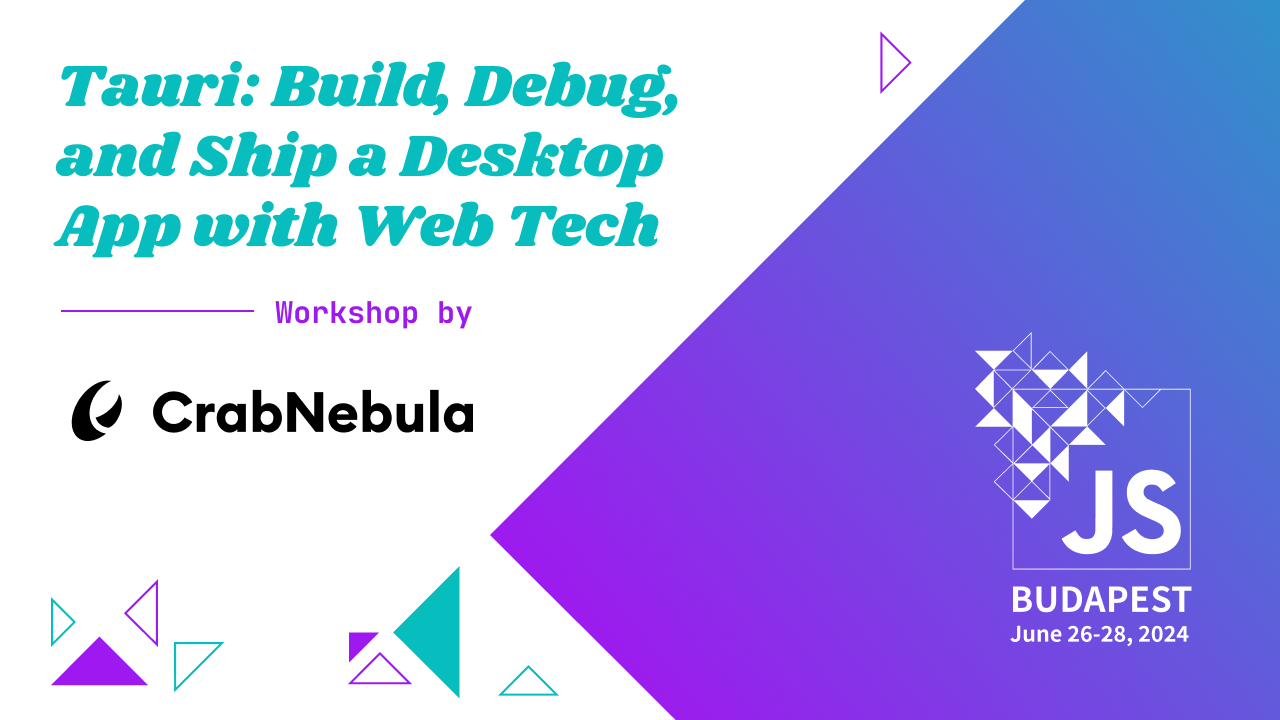 Tauri: Build, Debug,
and Ship a Desktop
App with Web Tech
Workshop by
CrabNebula
JS
BUDAPEST
June 26-28, 2024